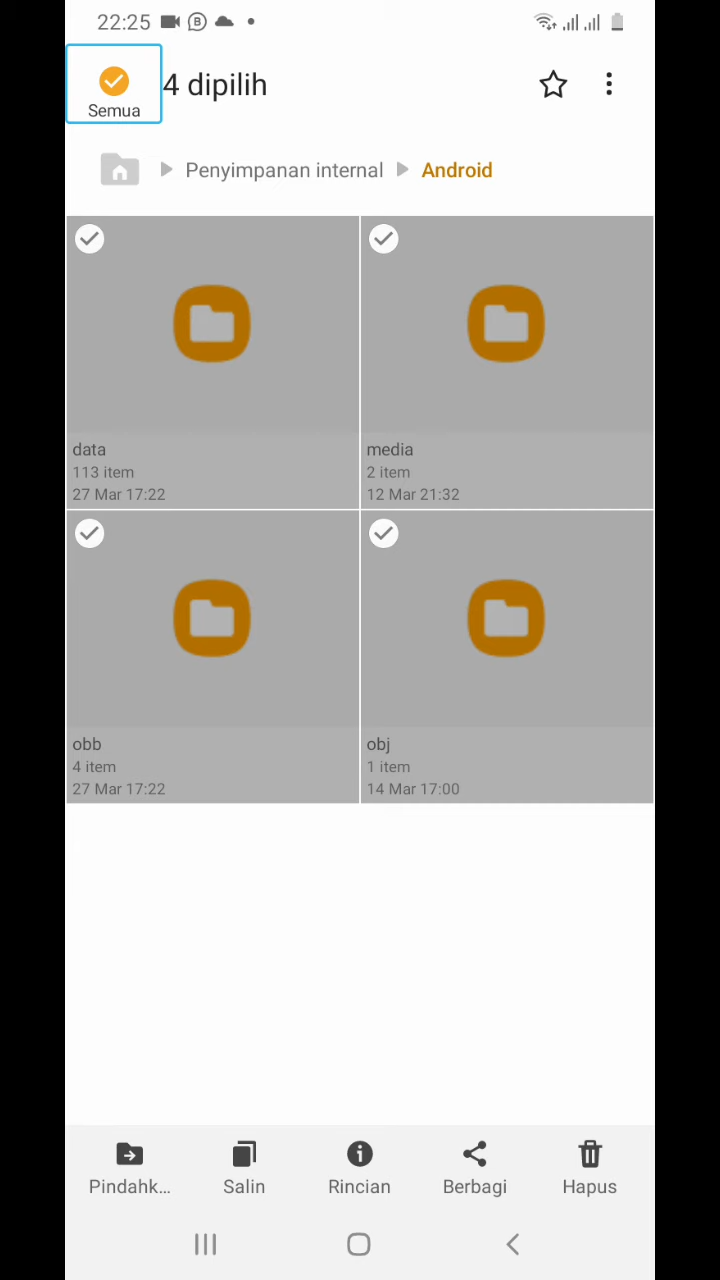 22:25
Semua
4 dipilih
Penyimpanan internal Android
data
113 item
27 Mar 17:22
media
2 item
12 Mar 21:32
obb
4 item
27 Mar 17:22
obj
1 item
14 Mar 17:00
Pindahk...
Salin
Rincian
Berbagi
Hapus